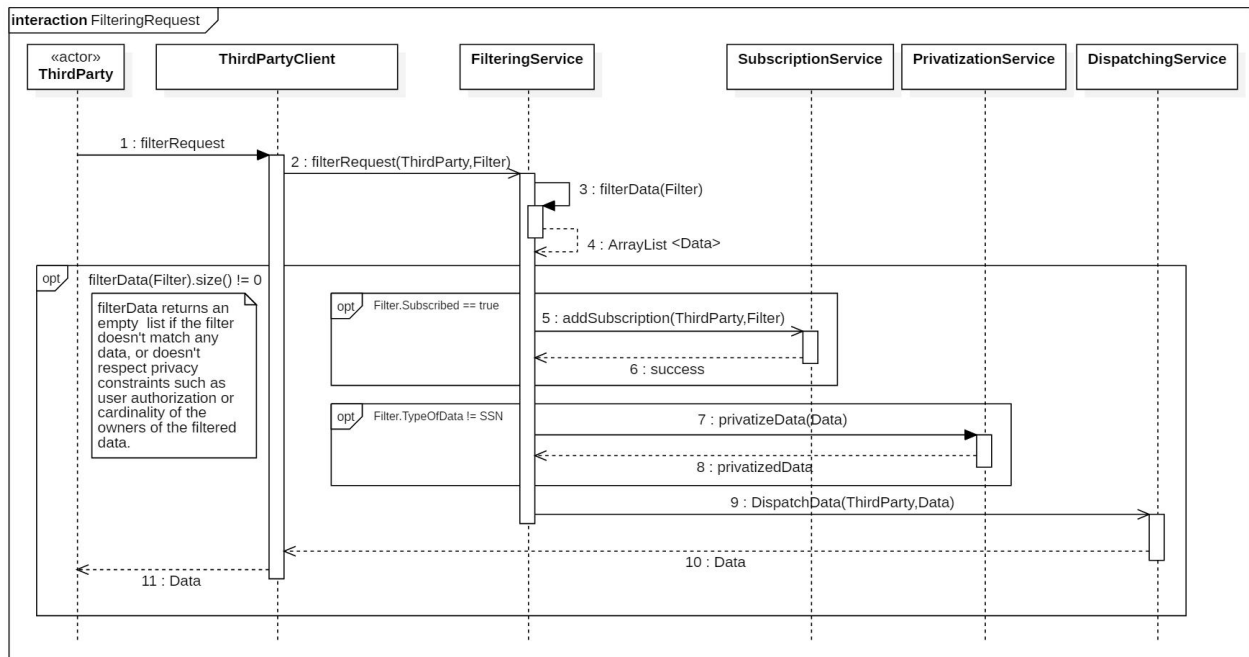 interaction FilteringRequest
«actor»
ThirdParty
ThirdPartyClient
FilteringService
SubscriptionService
PrivatizationService
DispatchingService
1 : filterRequest
2 : filterRequest(ThirdParty,Filter)
3 : filterData(Filter)
4 : ArrayList <Data>
opt
filterData(Filter).size() != 0
filterData returns an
empty list if the filter
doesn't match any
data, or doesn't
respect privacy
constraints such as
user authorization or
cardinality of the
owners of the filtered
data.
opt
Filter.Subscribed == true
5 : addSubscription(ThirdParty,Filter)
6 : success
opt
Filter.TypeOfData != SSN
7 : privatizeData(Data)
8 : privatizedData
9 : DispatchData(ThirdParty,Data)
10 : Data
11 : Data